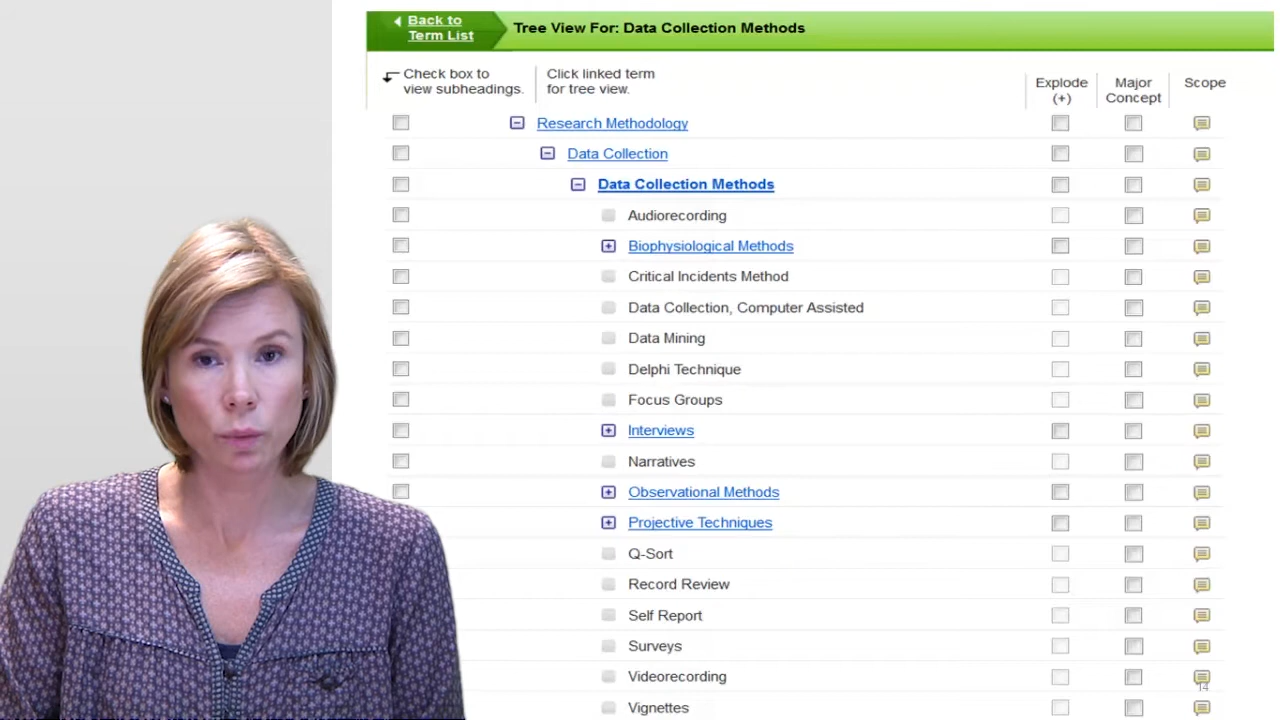 Back to
Term List
Tree View For: Data Collection Methods
Check box to
view subheadings.
Click linked term
for tree view.
Explode
(+)
Major
Concept
Scope
Research Methodology
Data Collection
Data Collection Methods
Audiorecording
Biophysiological Methods
Critical Incidents Method
Data Collection, Computer Assisted
Data Mining
Delphi Technique
Focus Groups
Interviews
Narratives
Observational Methods
Projective Techniques
Q-Sort
Record Review
Self Report
Surveys
Videorecording
14
Vignettes